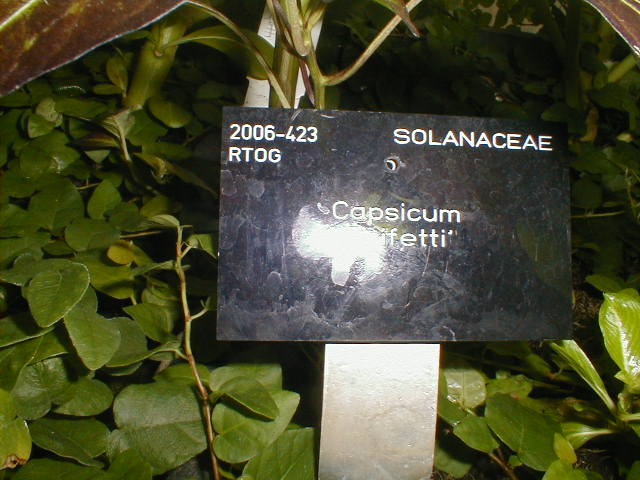 2006-423
SOLANACEAE
RTOG
Capsicum